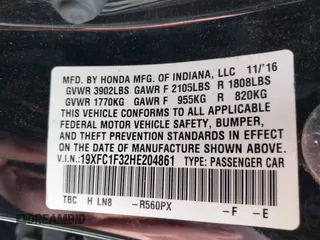 MFD. BY HONDA MFG. OF INDIANA, LLC 11/'16
GVWR 3902LBS GAWR F 2105LBS R 1808LBS
GVWR 1770KG GAWR F 955KG R 820KG
THIS VEHICLE CONFORMS TO ALL APPLICABLE
FEDERAL MOTOR VEHICLE SAFETY, BUMPER,
AND THEFT PREVENTION STANDARDS IN EFFECT
ON THE DATE OF MANUFACTURE SHOWN ABOVE.
V.I.N.: 19XFC1F32HE204861 TYPE: PASSENGER CAR
TBC H LN8 -R560PX -F -E
BIDREAMBID